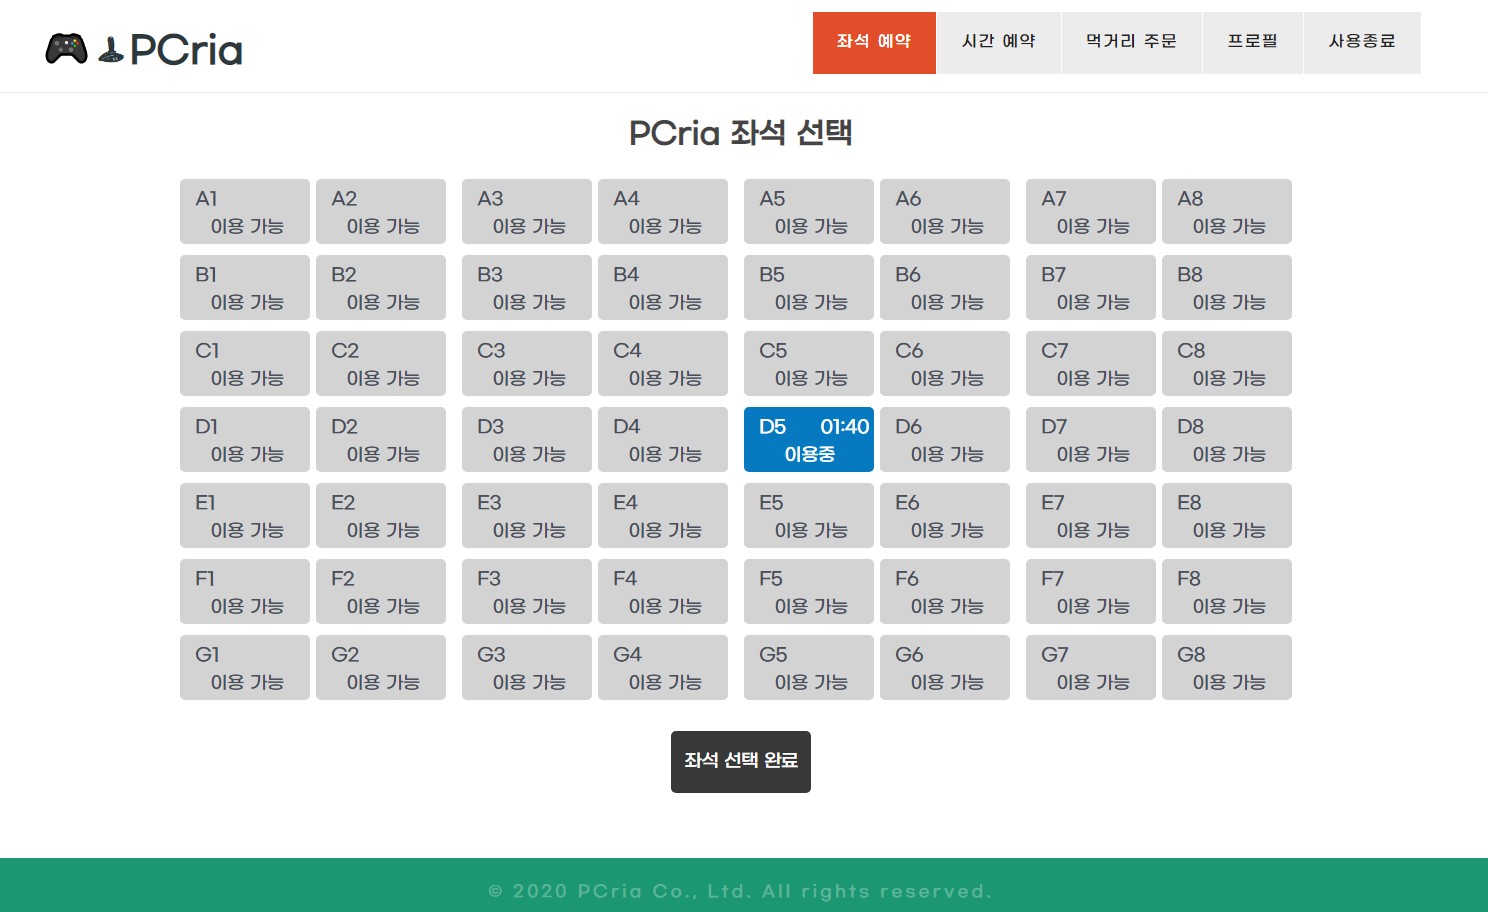 PCria
좌석 예약 시간 예약 먹거리 주문 프로필 사용종료
PCria 좌석 선택
A1 A2 A3 A4 A5 A6 A7 A8
이용 가능 이용 가능 이용 가능 이용 가능 이용 가능 이용 가능 이용 가능 이용 가능
B1 B2 B3 B4 B5 B6 B7 B8
이용 가능 이용 가능 이용 가능 이용 가능 이용 가능 이용 가능 이용 가능 이용 가능
C1 C2 C3 C4 C5 C6 C7 C8
이용 가능 이용 가능 이용 가능 이용 가능 이용 가능 이용 가능 이용 가능 이용 가능
D1 D2 D3 D4 D5 01:40 D6 D7 D8
이용 가능 이용 가능 이용 가능 이용 가능 이용중 이용 가능 이용 가능 이용 가능
E1 E2 E3 E4 E5 E6 E7 E8
이용 가능 이용 가능 이용 가능 이용 가능 이용 가능 이용 가능 이용 가능 이용 가능
F1 F2 F3 F4 F5 F6 F7 F8
이용 가능 이용 가능 이용 가능 이용 가능 이용 가능 이용 가능 이용 가능 이용 가능
G1 G2 G3 G4 G5 G6 G7 G8
이용 가능 이용 가능 이용 가능 이용 가능 이용 가능 이용 가능 이용 가능 이용 가능
좌석 선택 완료
© 2020 PCria Co., Ltd. All rights reserved.